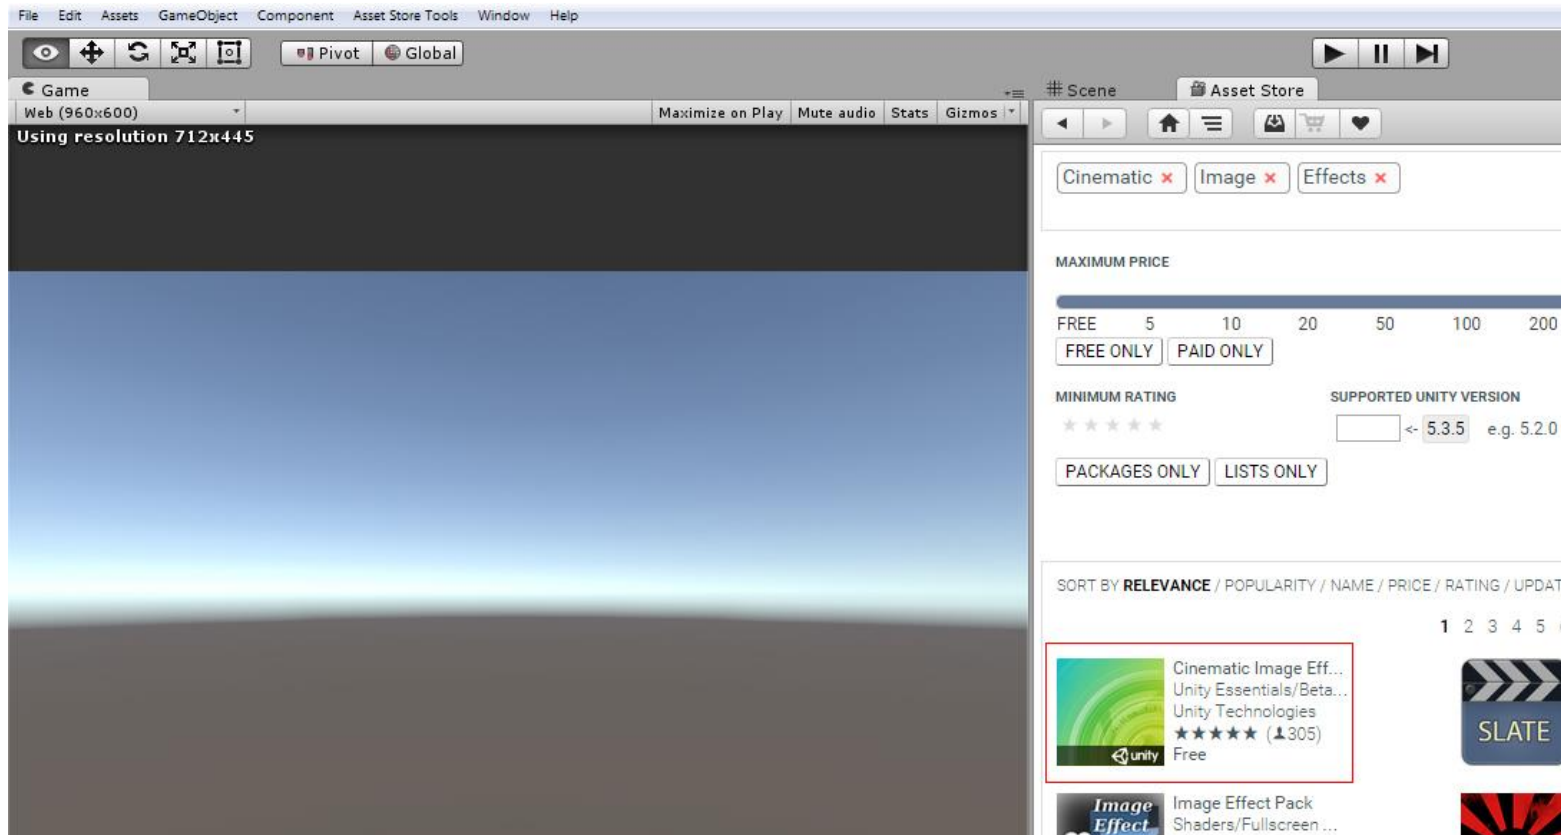 File Edit Assets GameObject Component Asset Store Tools Window Help
Pivot Global
Game
Web (960x600) Maximize on Play Mute audio Stats Gizmos
Using resolution 712x445
Scene Asset Store
Cinematic × Image × Effects ×
MAXIMUM PRICE
FREE 5 10 20 50 100 200
FREE ONLY PAID ONLY
MINIMUM RATING SUPPORTED UNITY VERSION
<- 5.3.5 e.g. 5.2.0
PACKAGES ONLY LISTS ONLY
SORT BY RELEVANCE / POPULARITY / NAME / PRICE / RATING / UPDAT
1 2 3 4 5
Cinematic Image Eff...
Unity Essentials/Beta...
Unity Technologies
★★★★★ (305)
Free
unity
SLATE
Image
Effect
Image Effect Pack
Shaders/Fullscreen ...